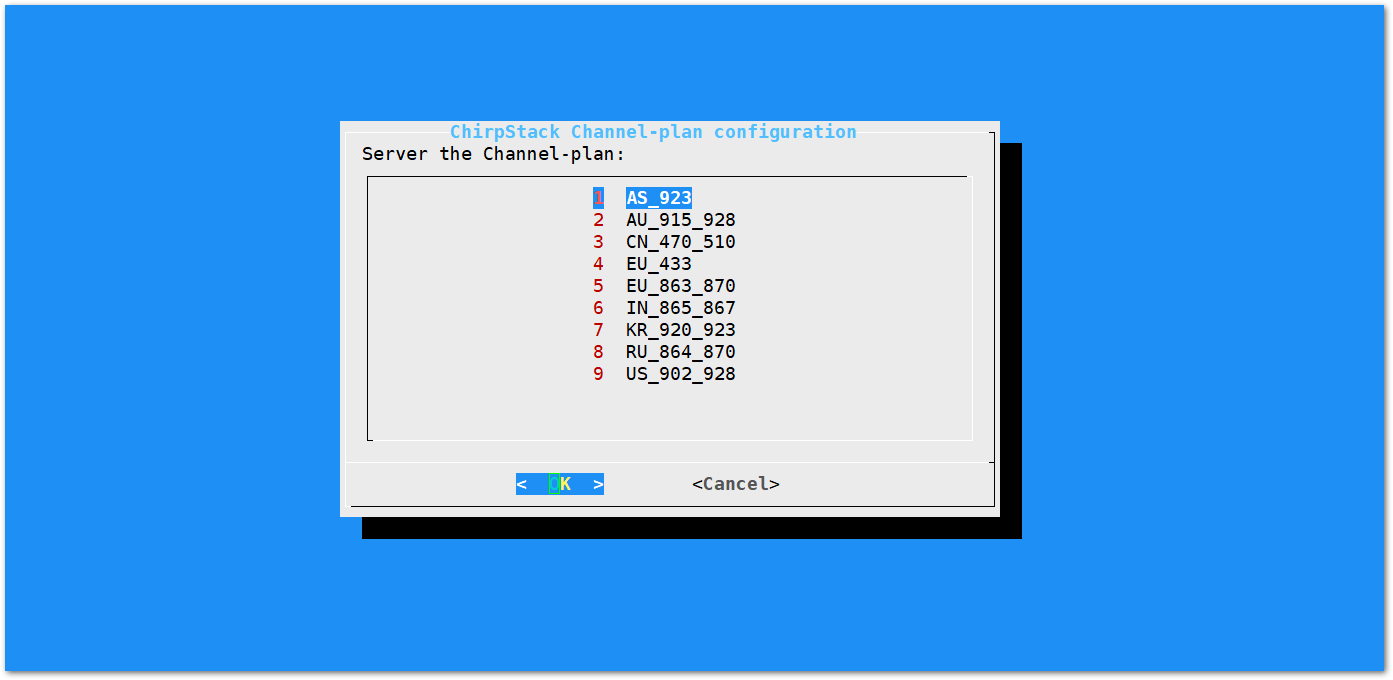 ChirpStack Channel-plan configuration
Server the Channel-plan:
1 AS_923
2 AU_915_928
3 CN_470_510
4 EU_433
5 EU_863_870
6 IN_865_867
7 KR_920_923
8 RU_864_870
9 US_902_928
< OK > <Cancel>